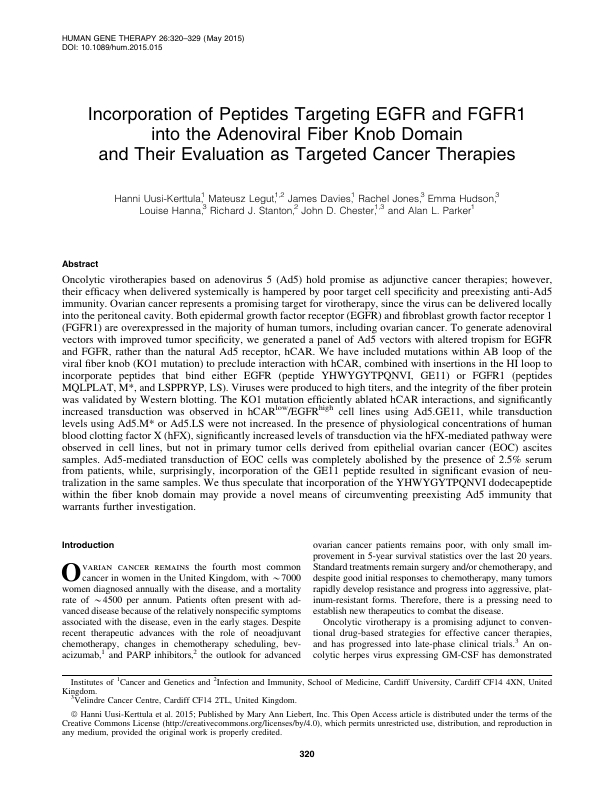 HUMAN GENE THERAPY 26:320–329 (May 2015)
DOI: 10.1089/hum.2015.015
Incorporation of Peptides Targeting EGFR and FGFR1
into the Adenoviral Fiber Knob Domain
and Their Evaluation as Targeted Cancer Therapies
Hanni Uusi-Kerttula,1 Mateusz Legut,1,2 James Davies,1 Rachel Jones,3 Emma Hudson,3
Louise Hanna,3 Richard J. Stanton,2 John D. Chester,1,3 and Alan L. Parker1
Abstract
Oncolytic virotherapies based on adenovirus 5 (Ad5) hold promise as adjunctive cancer therapies; however,
their efficacy when delivered systemically is hampered by poor target cell specificity and preexisting anti-Ad5
immunity. Ovarian cancer represents a promising target for virotherapy, since the virus can be delivered locally
into the peritoneal cavity. Both epidermal growth factor receptor (EGFR) and fibroblast growth factor receptor 1
(FGFR1) are overexpressed in the majority of human tumors, including ovarian cancer. To generate adenoviral
vectors with improved tumor specificity, we generated a panel of Ad5 vectors with altered tropism for EGFR
and FGFR, rather than the natural Ad5 receptor, hCAR. We have included mutations within AB loop of the
viral fiber knob (KO1 mutation) to preclude interaction with hCAR, combined with insertions in the HI loop to
incorporate peptides that bind either EGFR (peptide YHWYGYTPQNVI, GE11) or FGFR1 (peptides
MQLPLAT, M*, and LSPPRYP, LS). Viruses were produced to high titers, and the integrity of the fiber protein
was validated by Western blotting. The KO1 mutation efficiently ablated hCAR interactions, and significantly
increased transduction was observed in hCARlow/EGFRhigh cell lines using Ad5.GE11, while transduction
levels using Ad5.M* or Ad5.LS were not increased. In the presence of physiological concentrations of human
blood clotting factor X (hFX), significantly increased levels of transduction via the hFX-mediated pathway were
observed in cell lines, but not in primary tumor cells derived from epithelial ovarian cancer (EOC) ascites
samples. Ad5-mediated transduction of EOC cells was completely abolished by the presence of 2.5% serum
from patients, while, surprisingly, incorporation of the GE11 peptide resulted in significant evasion of neu-
tralization in the same samples. We thus speculate that incorporation of the YHWYGYTPQNVI dodecapeptide
within the fiber knob domain may provide a novel means of circumventing preexisting Ad5 immunity that
warrants further investigation.
Introduction
OVARIAN CANCER REMAINS the fourth most common
cancer in women in the United Kingdom, with ~7000
women diagnosed annually with the disease, and a mortality
rate of ~4500 per annum. Patients often present with ad-
vanced disease because of the relatively nonspecific symptoms
associated with the disease, even in the early stages. Despite
recent therapeutic advances with the role of neoadjuvant
chemotherapy, changes in chemotherapy scheduling, bev-
acizumab,1 and PARP inhibitors,2 the outlook for advanced
ovarian cancer patients remains poor, with only small im-
provement in 5-year survival statistics over the last 20 years.
Standard treatments remain surgery and/or chemotherapy, and
despite good initial responses to chemotherapy, many tumors
rapidly develop resistance and progress into aggressive, plat-
inum-resistant forms. Therefore, there is a pressing need to
establish new therapeutics to combat the disease.
Oncolytic virotherapy is a promising adjunct to conven-
tional drug-based strategies for effective cancer therapies,
and has progressed into late-phase clinical trials.3 An on-
colytic herpes virus expressing GM-CSF has demonstrated
Institutes of 1Cancer and Genetics and 2Infection and Immunity, School of Medicine, Cardiff University, Cardiff CF14 4XN, United
Kingdom.
3Velindre Cancer Centre, Cardiff CF14 2TL, United Kingdom.
© Hanni Uusi-Kerttula et al. 2015; Published by Mary Ann Liebert, Inc. This Open Access article is distributed under the terms of the
Creative Commons License (http://creativecommons.org/licenses/by/4.0), which permits unrestricted use, distribution, and reproduction in
any medium, provided the original work is properly credited.
320